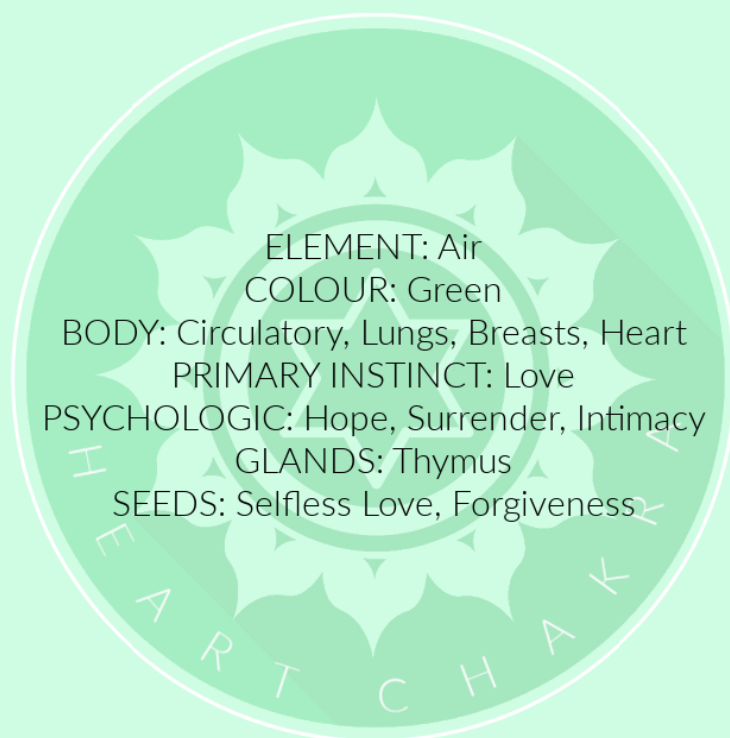 ELEMENT: Air
COLOUR: Green
BODY: Circulatory, Lungs, Breasts, Heart
PRIMARY INSTINCT: Love
PSYCHOLOGIC: Hope, Surrender, Intimacy
GLANDS: Thymus
SEEDS: Selfless Love, Forgiveness
HEART CHAKRA